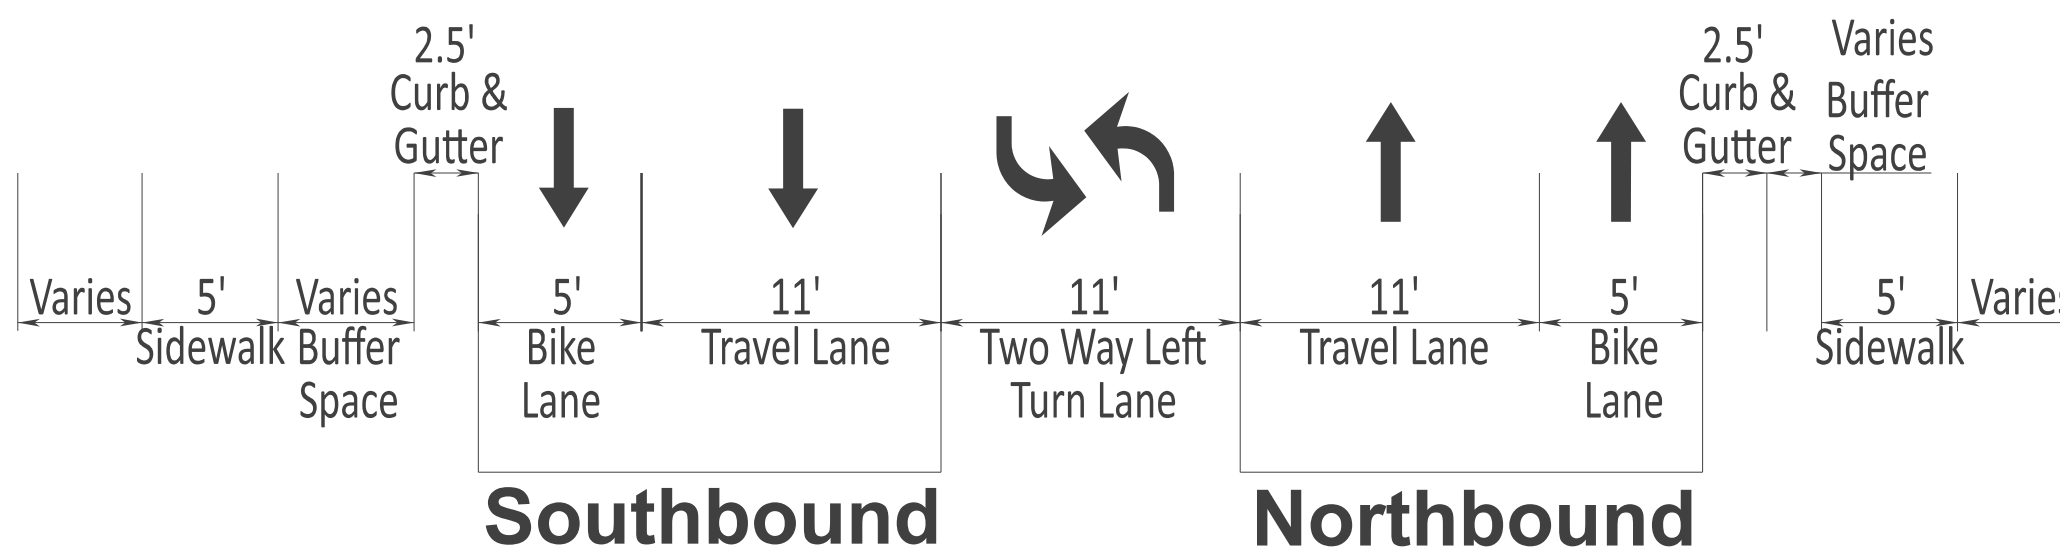 2.5'
Curb &
Gutter
2.5'
Curb &
Gutter
Varies
Buffer
Space
Varies
5'
Sidewalk
Varies
Buffer
Space
5'
Bike
Lane
11'
Travel Lane
11'
Two Way Left
Turn Lane
11'
Travel Lane
5'
Bike
Lane
5'
Sidewalk
Varies
Southbound
Northbound